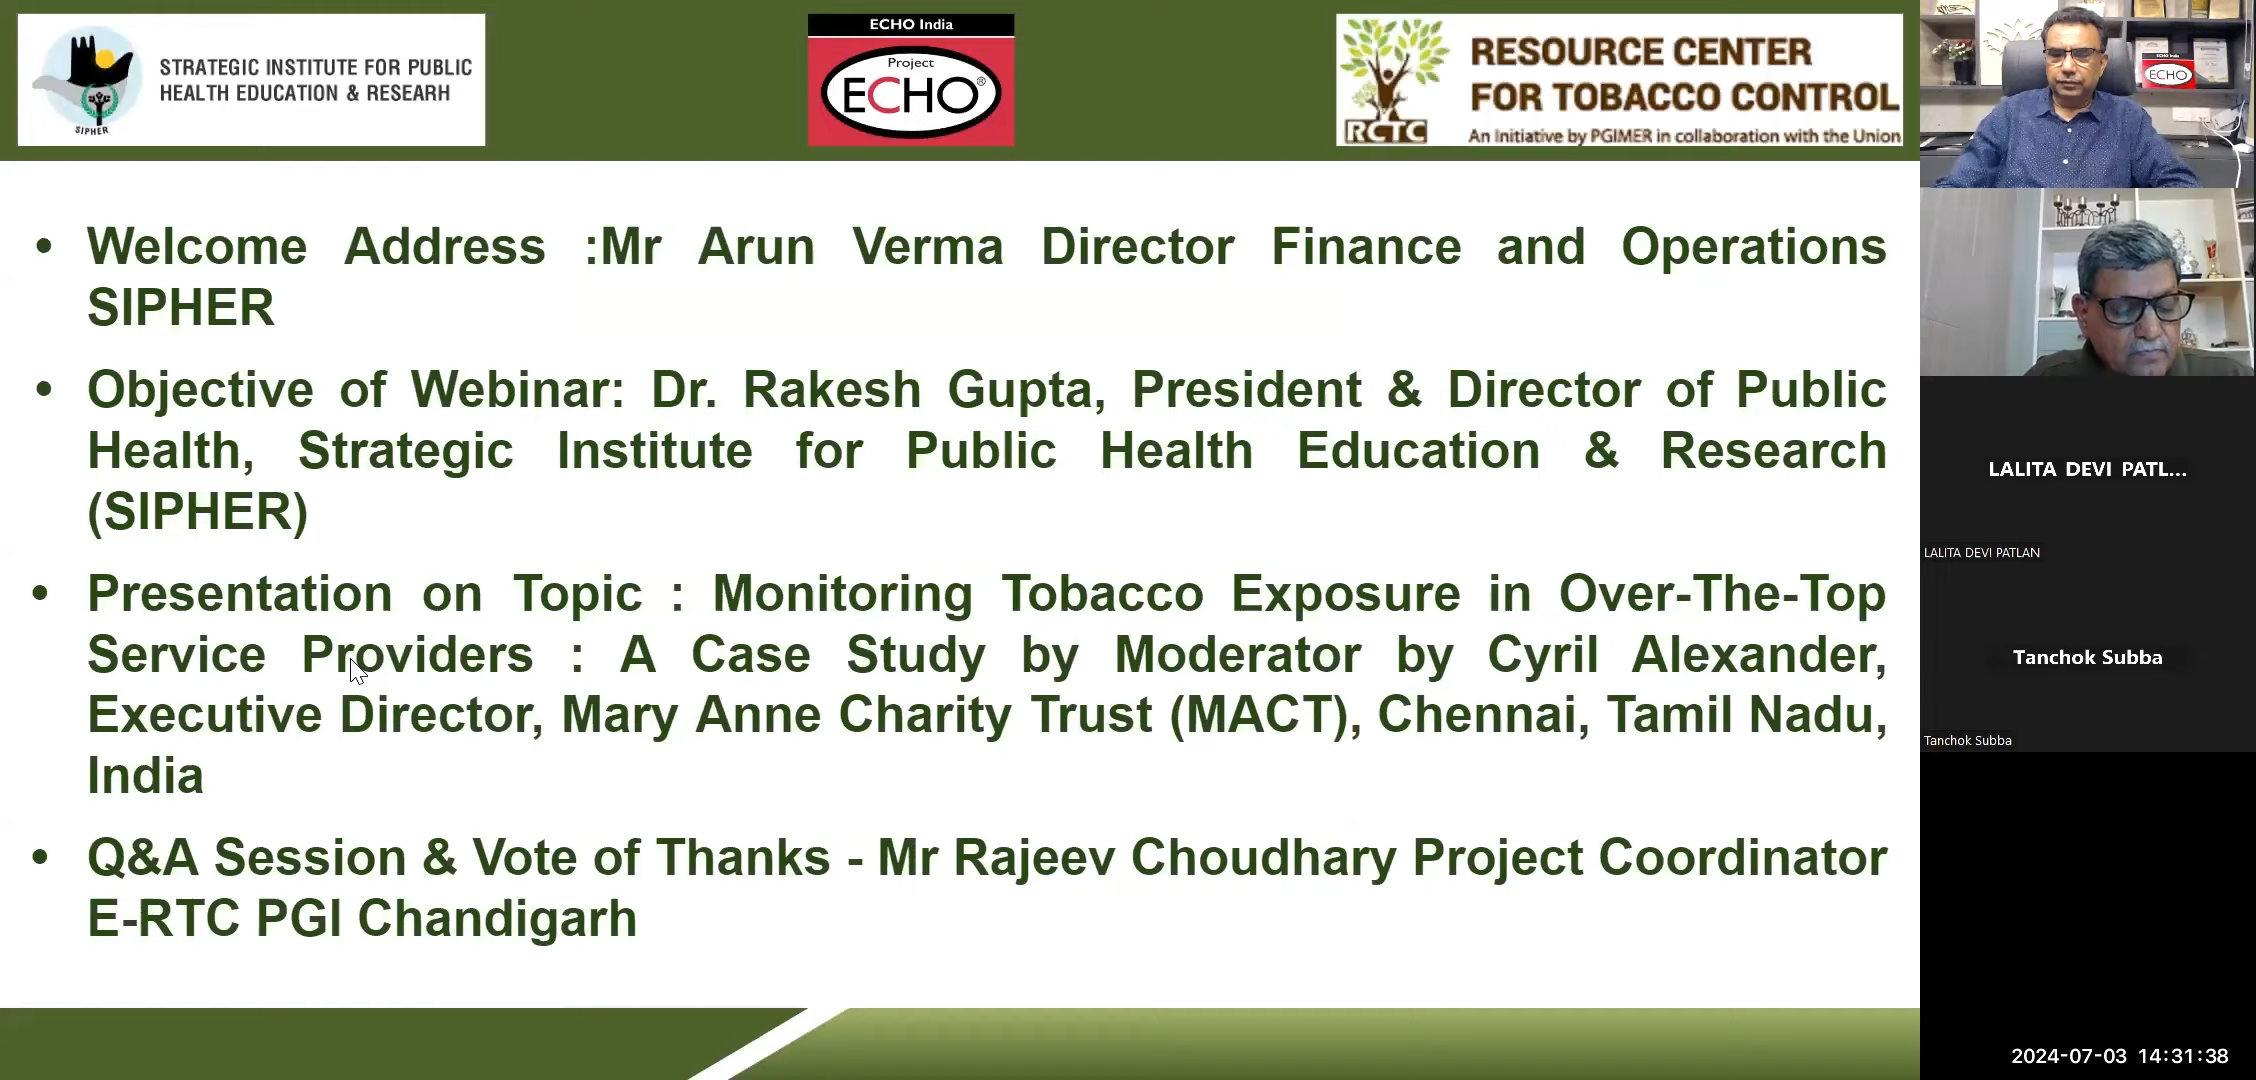 STRATEGIC INSTITUTE FOR PUBLIC
HEALTH EDUCATION & RESEARH
SIPHER
ECHO India
Project
ECHO®
RESOURCE CENTER
FOR TOBACCO CONTROL
An Initiative by PGIMER in collaboration with the Union
RCTC
• Welcome Address :Mr Arun Verma Director Finance and Operations
SIPHER
• Objective of Webinar: Dr. Rakesh Gupta, President & Director of Public
Health, Strategic Institute for Public Health Education & Research
(SIPHER)
• Presentation on Topic : Monitoring Tobacco Exposure in Over-The-Top
Service Providers : A Case Study by Moderator by Cyril Alexander,
Executive Director, Mary Anne Charity Trust (MACT), Chennai, Tamil Nadu,
India
• Q&A Session & Vote of Thanks - Mr Rajeev Choudhary Project Coordinator
E-RTC PGI Chandigarh
ECHO India
ECHO
LALITA DEVI PATL...
LALITA DEVI PATLAN
Tanchok Subba
Tanchok Subba
2024-07-03 14:31:38